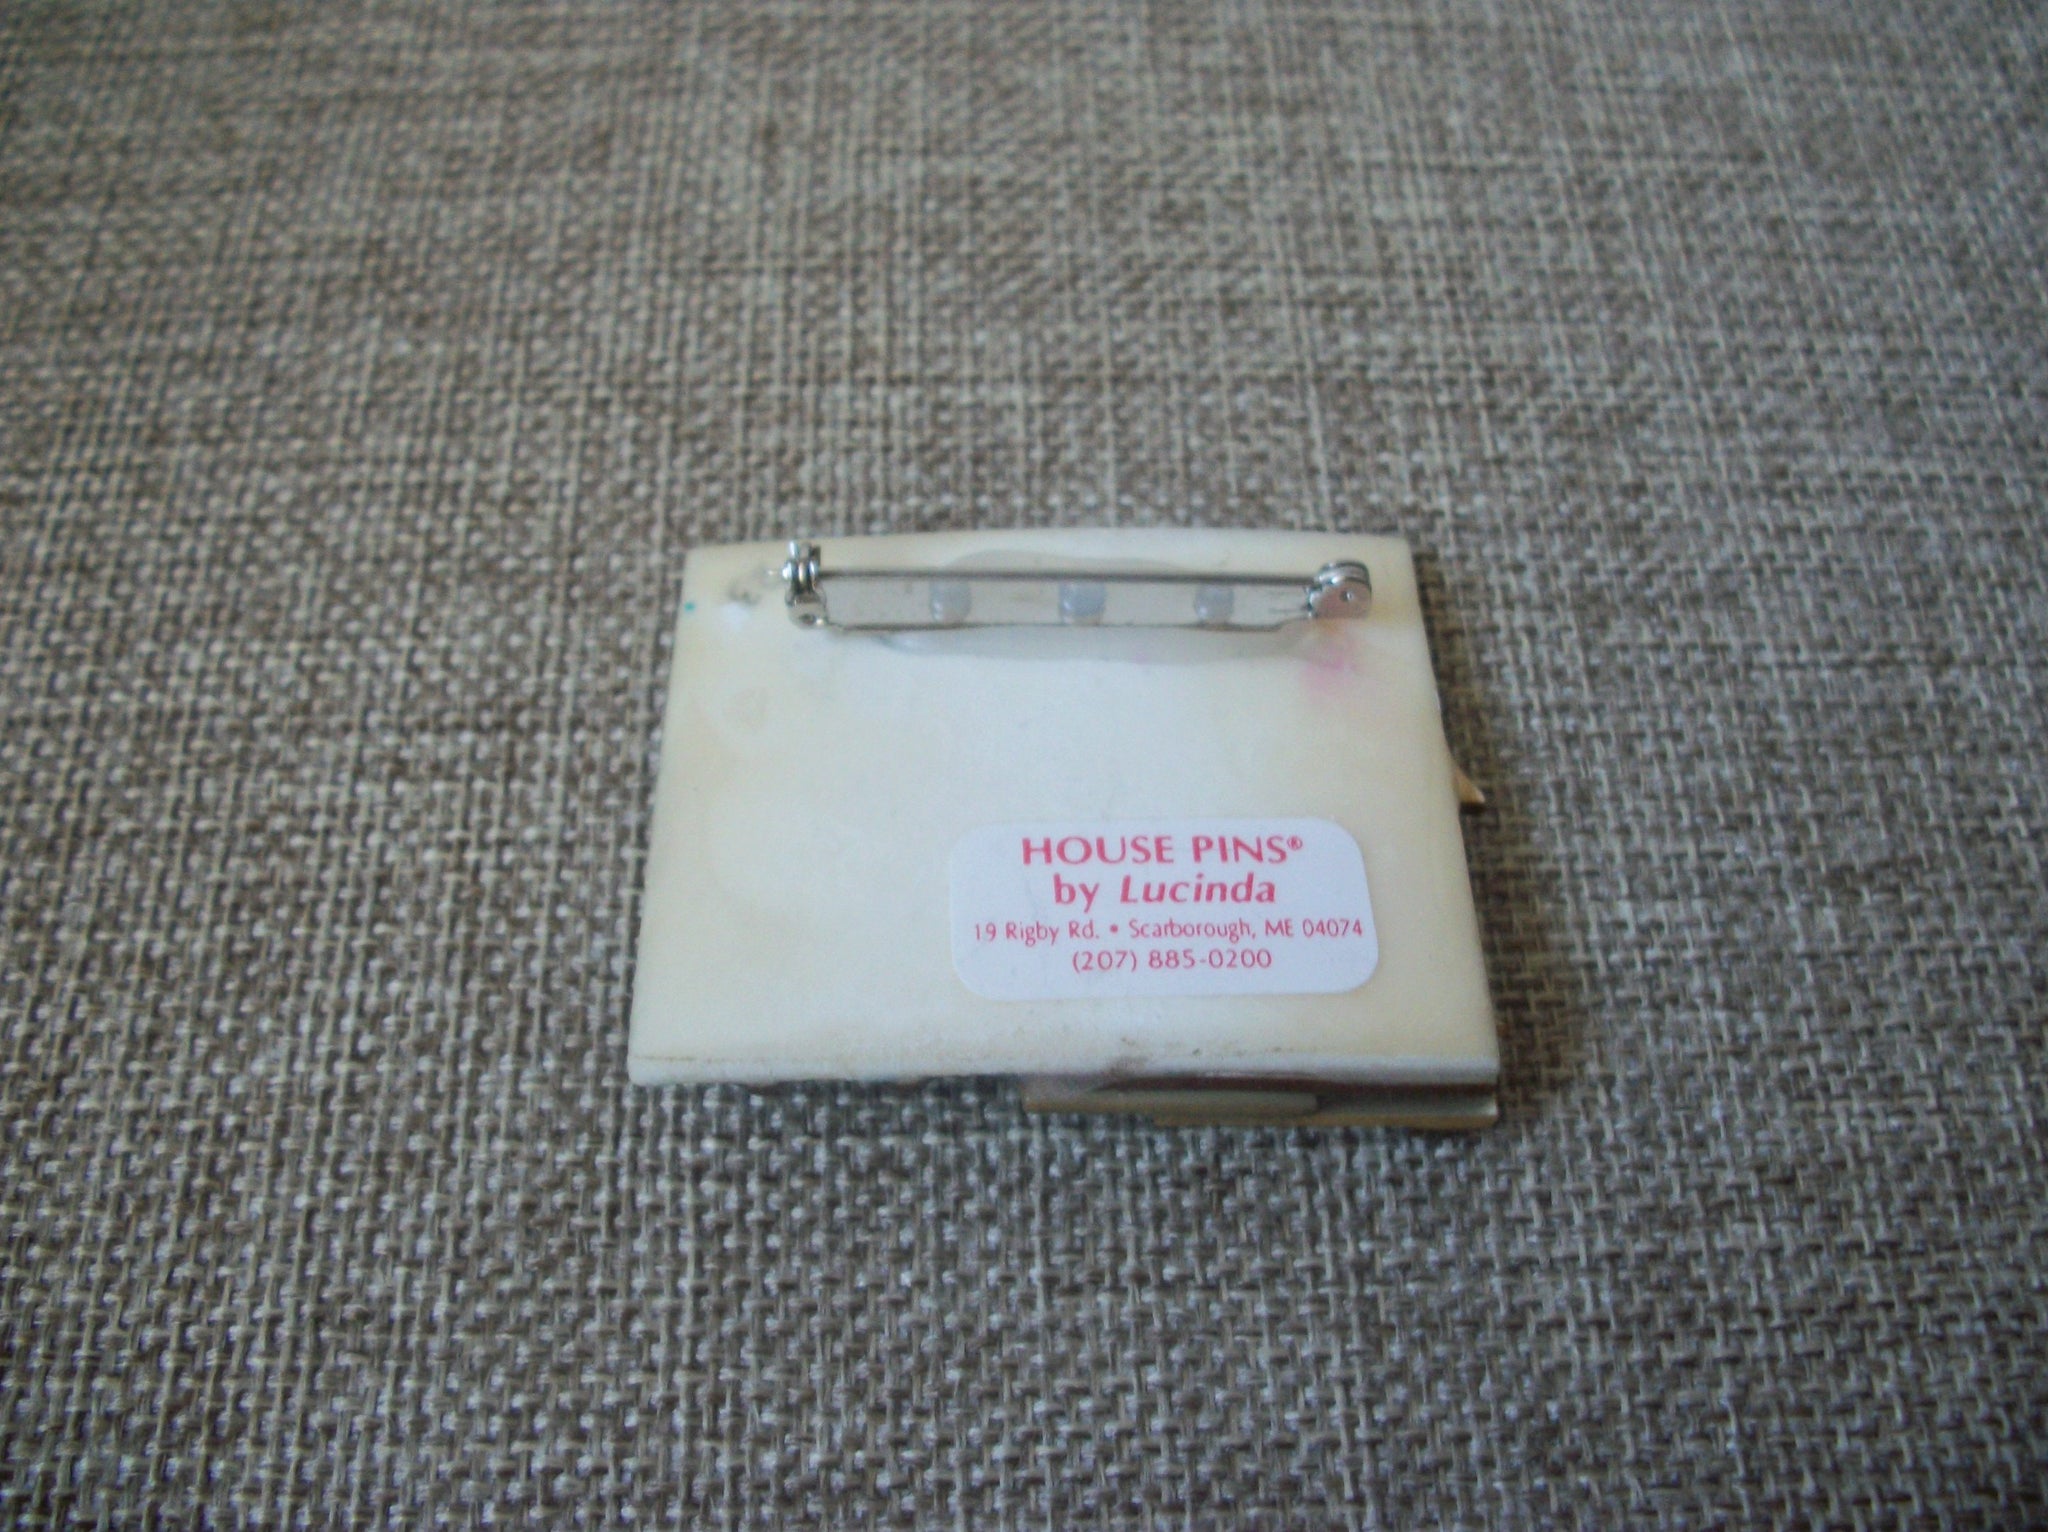 HOUSE PINS®
by Lucinda
19 Rigby Rd. • Scarborough, ME 04074
(207) 885-0200